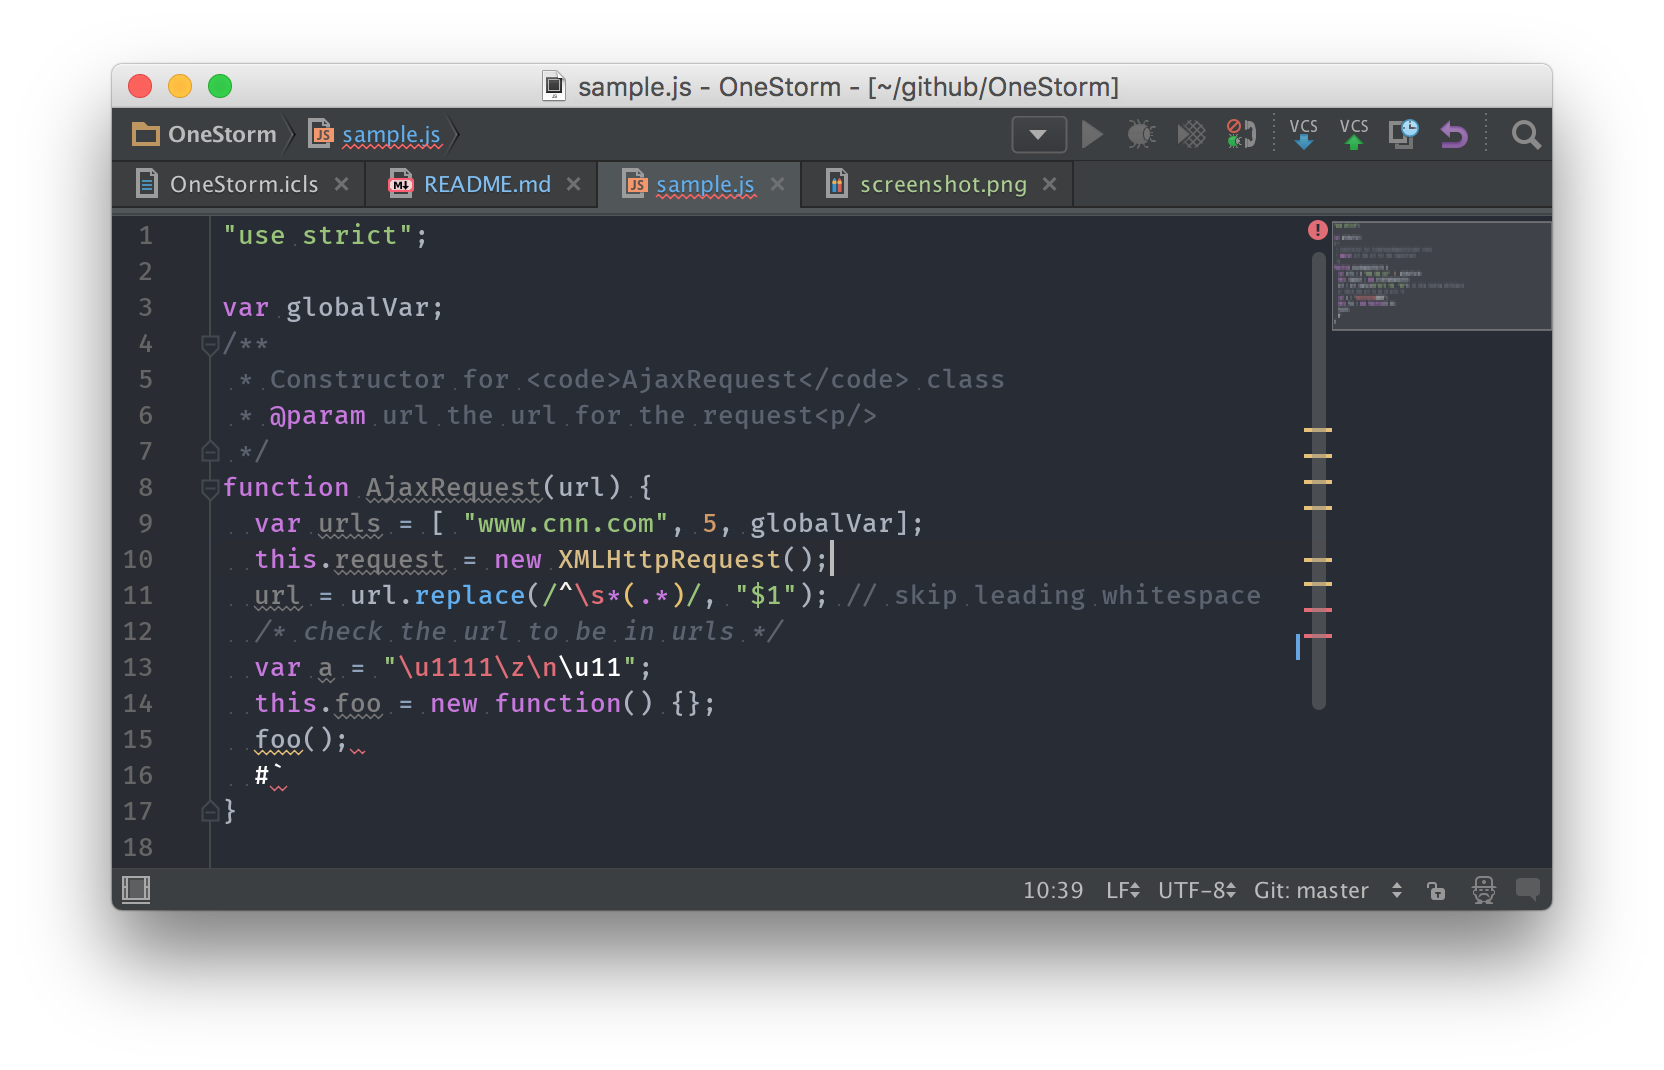 sample.js - OneStorm - [~/github/OneStorm]
OneStorm sample.js VCS VCS
OneStorm.icls README.md sample.js screenshot.png
1 "use strict";
2
3 var globalVar;
4 /**
5 * Constructor for <code>AjaxRequest</code> class
6 * @param url the url for the request<p/>
7 */
8 function AjaxRequest(url) {
9 var urls = [ "www.cnn.com", 5, globalVar];
10 this.request = new XMLHttpRequest();
11 url = url.replace(/^\s*(.*)/, "$1"); // skip leading whitespace
12 /* check the url to be in urls */
13 var a = "\u1111\z\n\u11";
14 this.foo = new function() {};
15 foo();
16 #`
17 }
18
10:39 LF UTF-8 Git: master